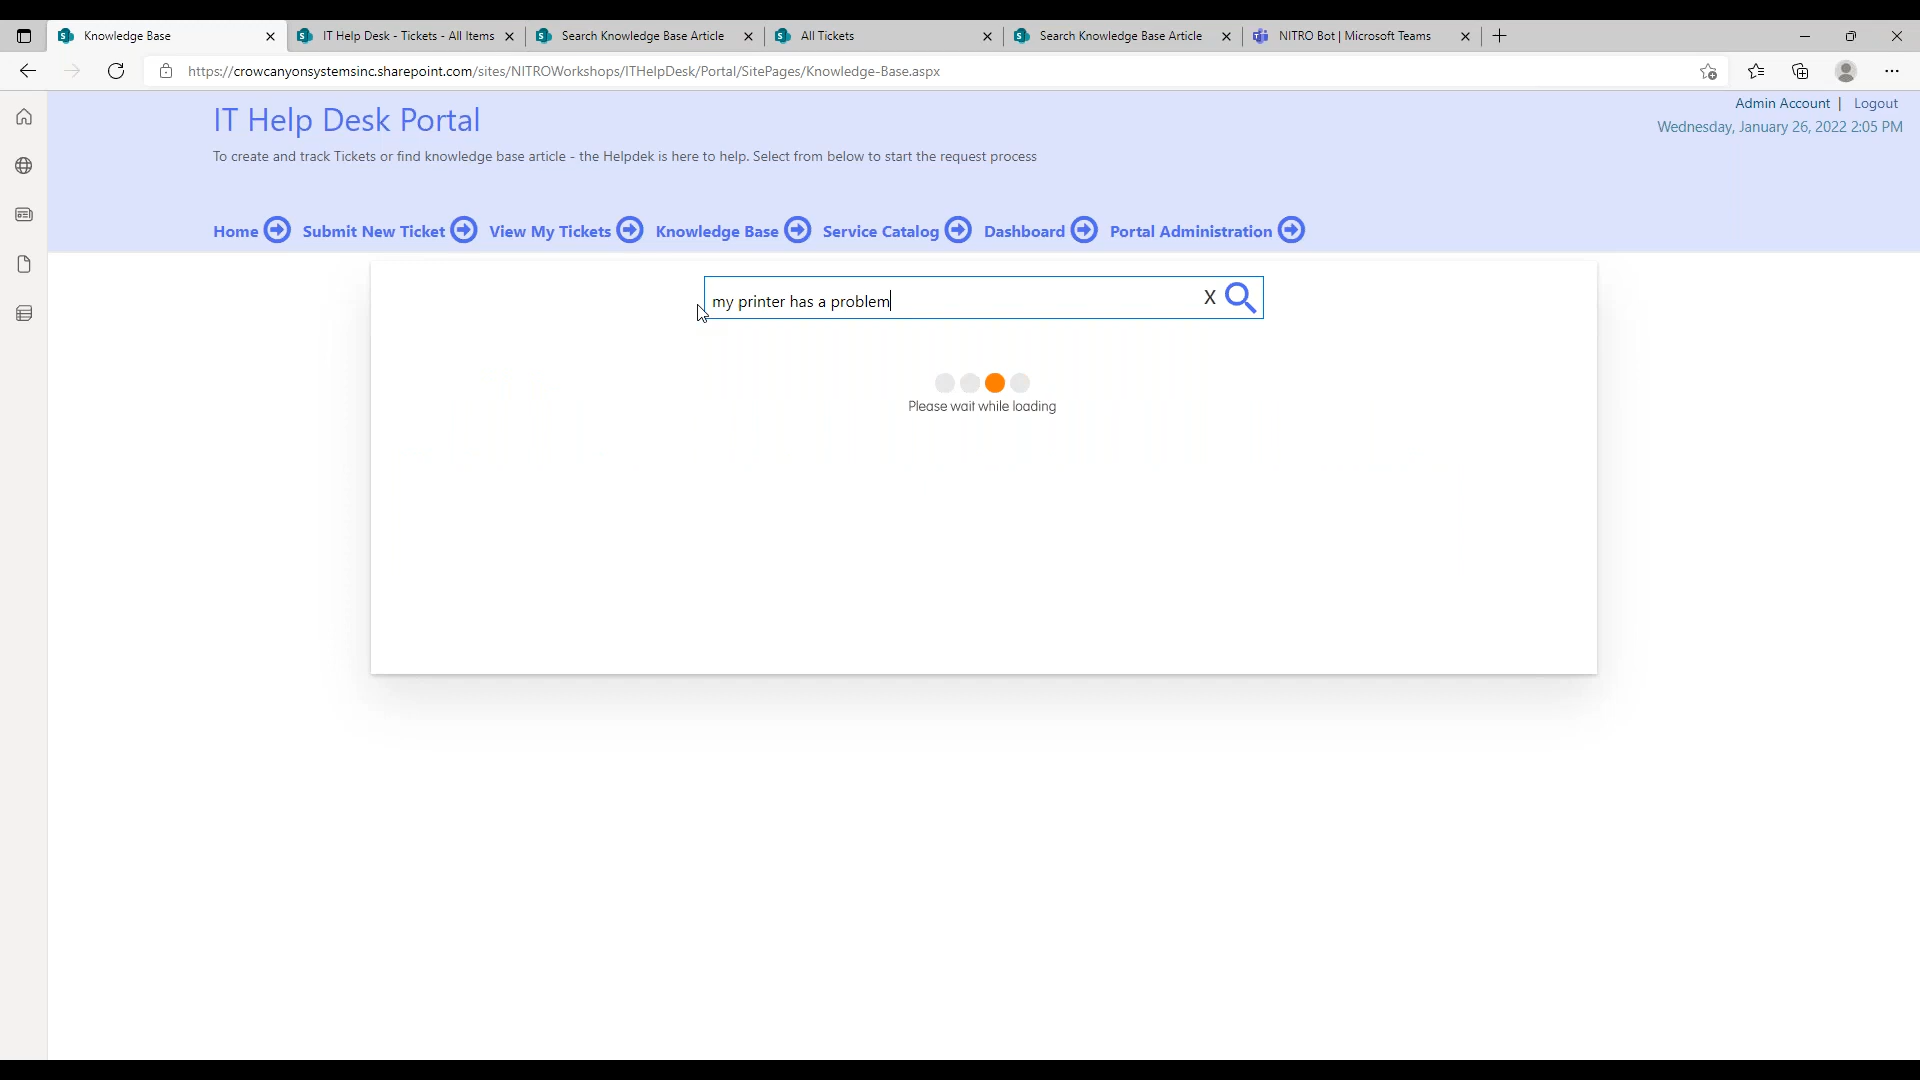 Knowledge Base
IT Help Desk - Tickets - All Items
Search Knowledge Base Article
All Tickets
Search Knowledge Base Article
NITRO Bot | Microsoft Teams
https://crowcanyonsystemsinc.sharepoint.com/sites/NITROWorkshops/ITHelpDesk/Portal/SitePages/Knowledge-Base.aspx
IT Help Desk Portal
Admin Account | Logout
Wednesday, January 26, 2022 2:05 PM
To create and track Tickets or find knowledge base article - the Helpdek is here to help. Select from below to start the request process
Home Submit New Ticket View My Tickets Knowledge Base Service Catalog Dashboard Portal Administration
my printer has a problem X
Please wait while loading